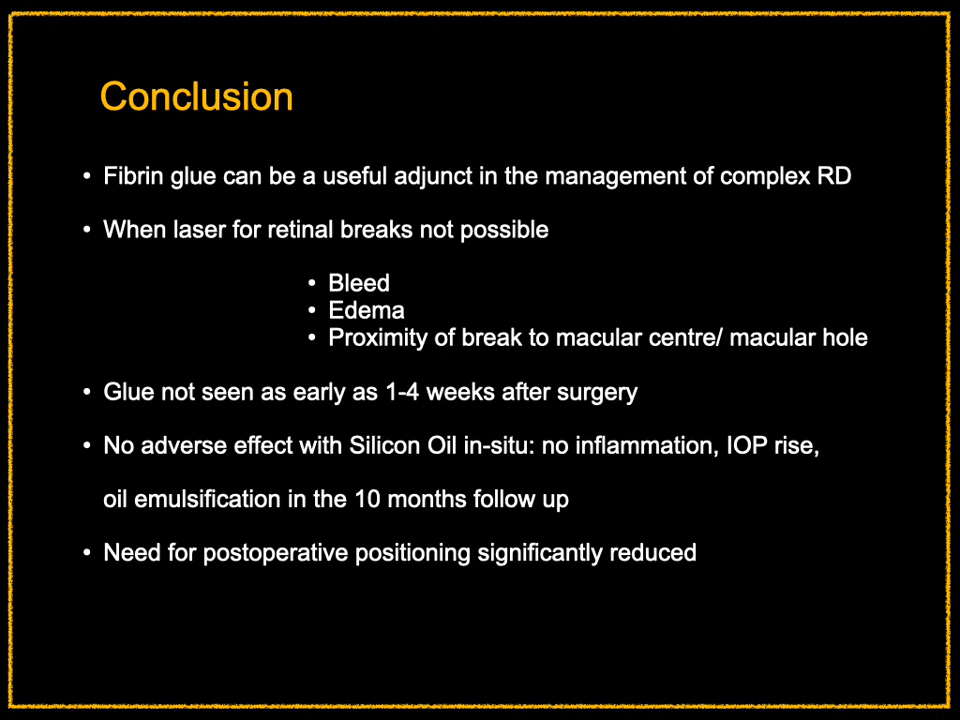 Conclusion
• Fibrin glue can be a useful adjunct in the management of complex RD
• When laser for retinal breaks not possible
• Bleed
• Edema
• Proximity of break to macular centre/ macular hole
• Glue not seen as early as 1-4 weeks after surgery
• No adverse effect with Silicon Oil in-situ: no inflammation, IOP rise,
oil emulsification in the 10 months follow up
• Need for postoperative positioning significantly reduced